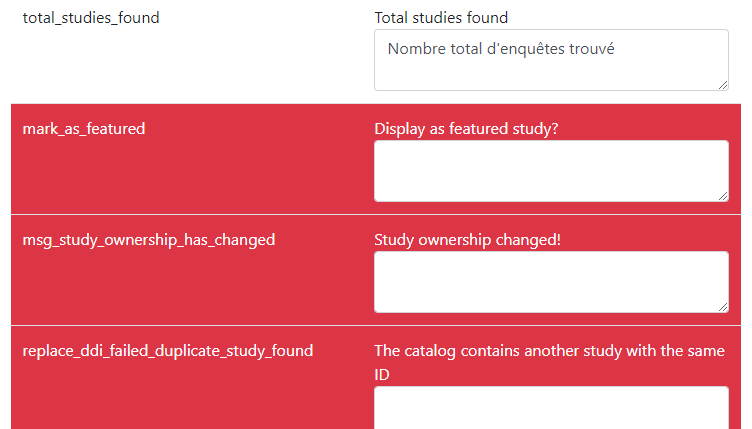 total_studies_found
Total studies found
Nombre total d'enquêtes trouvé
mark_as_featured
Display as featured study?
msg_study_ownership_has_changed
Study ownership changed!
replace_ddi_failed_duplicate_study_found
The catalog contains another study with the same
ID